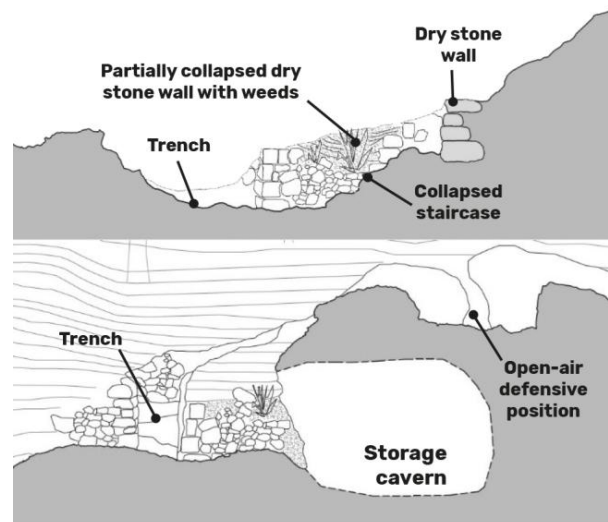 Dry stone
wall
Partially collapsed dry
stone wall with weeds
Trench
Collapsed
staircase
Trench
Open-air
defensive
position
Storage
cavern